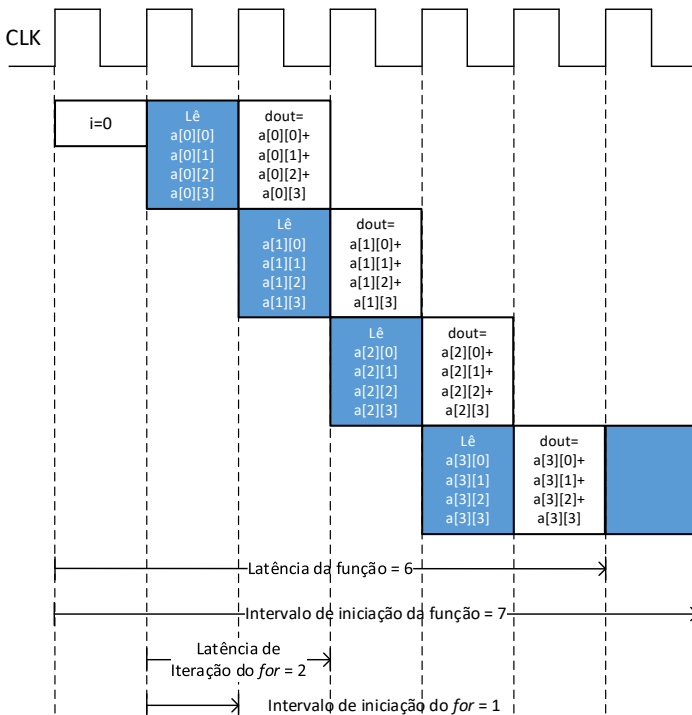 CLK
i=0
Lê
a[0][0]
a[0][1]
a[0][2]
a[0][3]
dout=
a[0][0]+
a[0][1]+
a[0][2]+
a[0][3]
Lê
a[1][0]
a[1][1]
a[1][2]
a[1][3]
dout=
a[1][0]+
a[1][1]+
a[1][2]+
a[1][3]
Lê
a[2][0]
a[2][1]
a[2][2]
a[2][3]
dout=
a[2][0]+
a[2][1]+
a[2][2]+
a[2][3]
Lê
a[3][0]
a[3][1]
a[3][2]
a[3][3]
dout=
a[3][0]+
a[3][1]+
a[3][2]+
a[3][3]
Latência da função = 6
Intervalo de iniciação da função = 7
Latência de
Iteração do for = 2
Intervalo de iniciação do for = 1